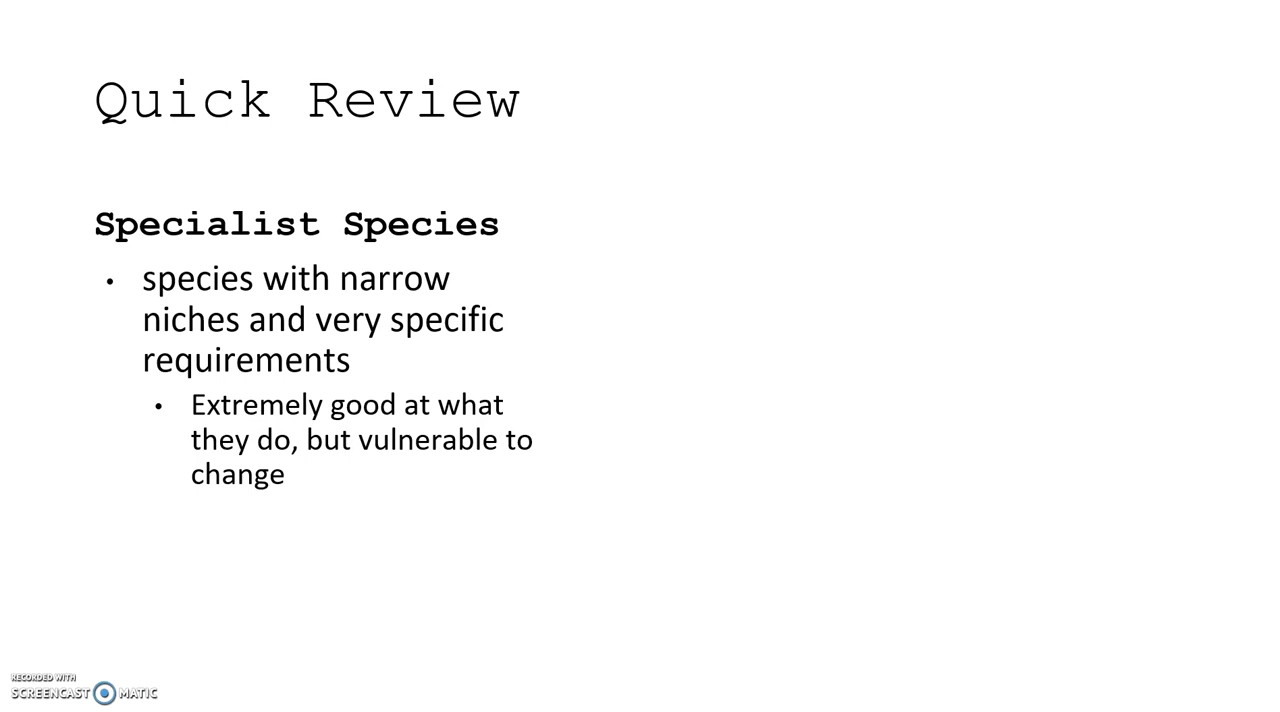 Quick Review
Specialist Species
• species with narrow
niches and very specific
requirements
• Extremely good at what
they do, but vulnerable to
change
RECORDED WITH
SCREENCAST MATIC